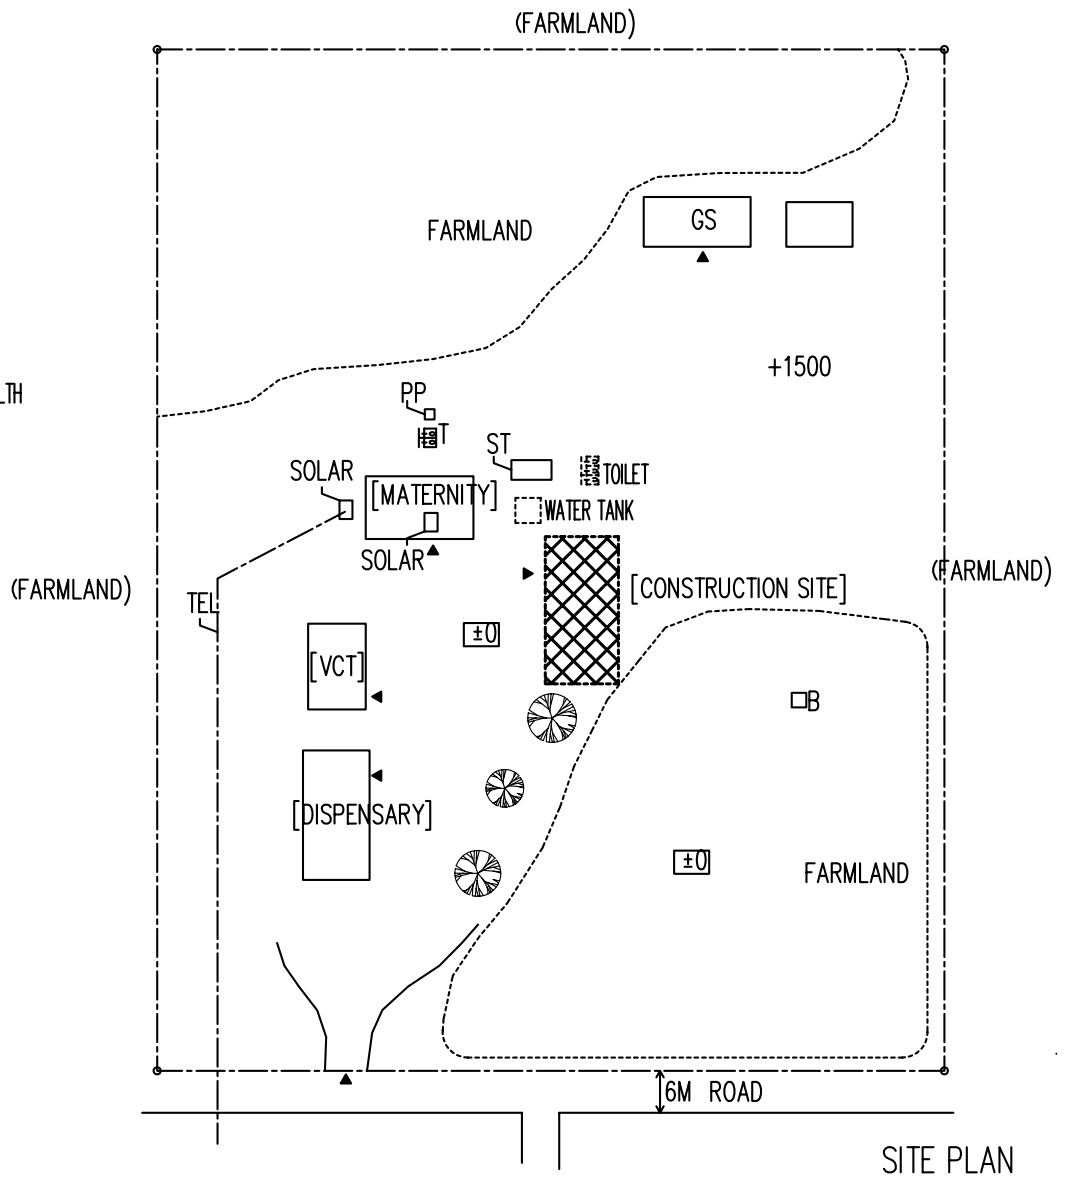 (FARMLAND)
GS
FARMLAND
+1500
LTH
PP
T
ST
SOLAR
TOILET
[MATERNITY]
WATER TANK
SOLAR
(FARMLAND)
(FARMLAND)
[CONSTRUCTION SITE]
TEL
±0
[VCT]
B
[DISPENSARY]
±0
FARMLAND
6M ROAD
SITE PLAN